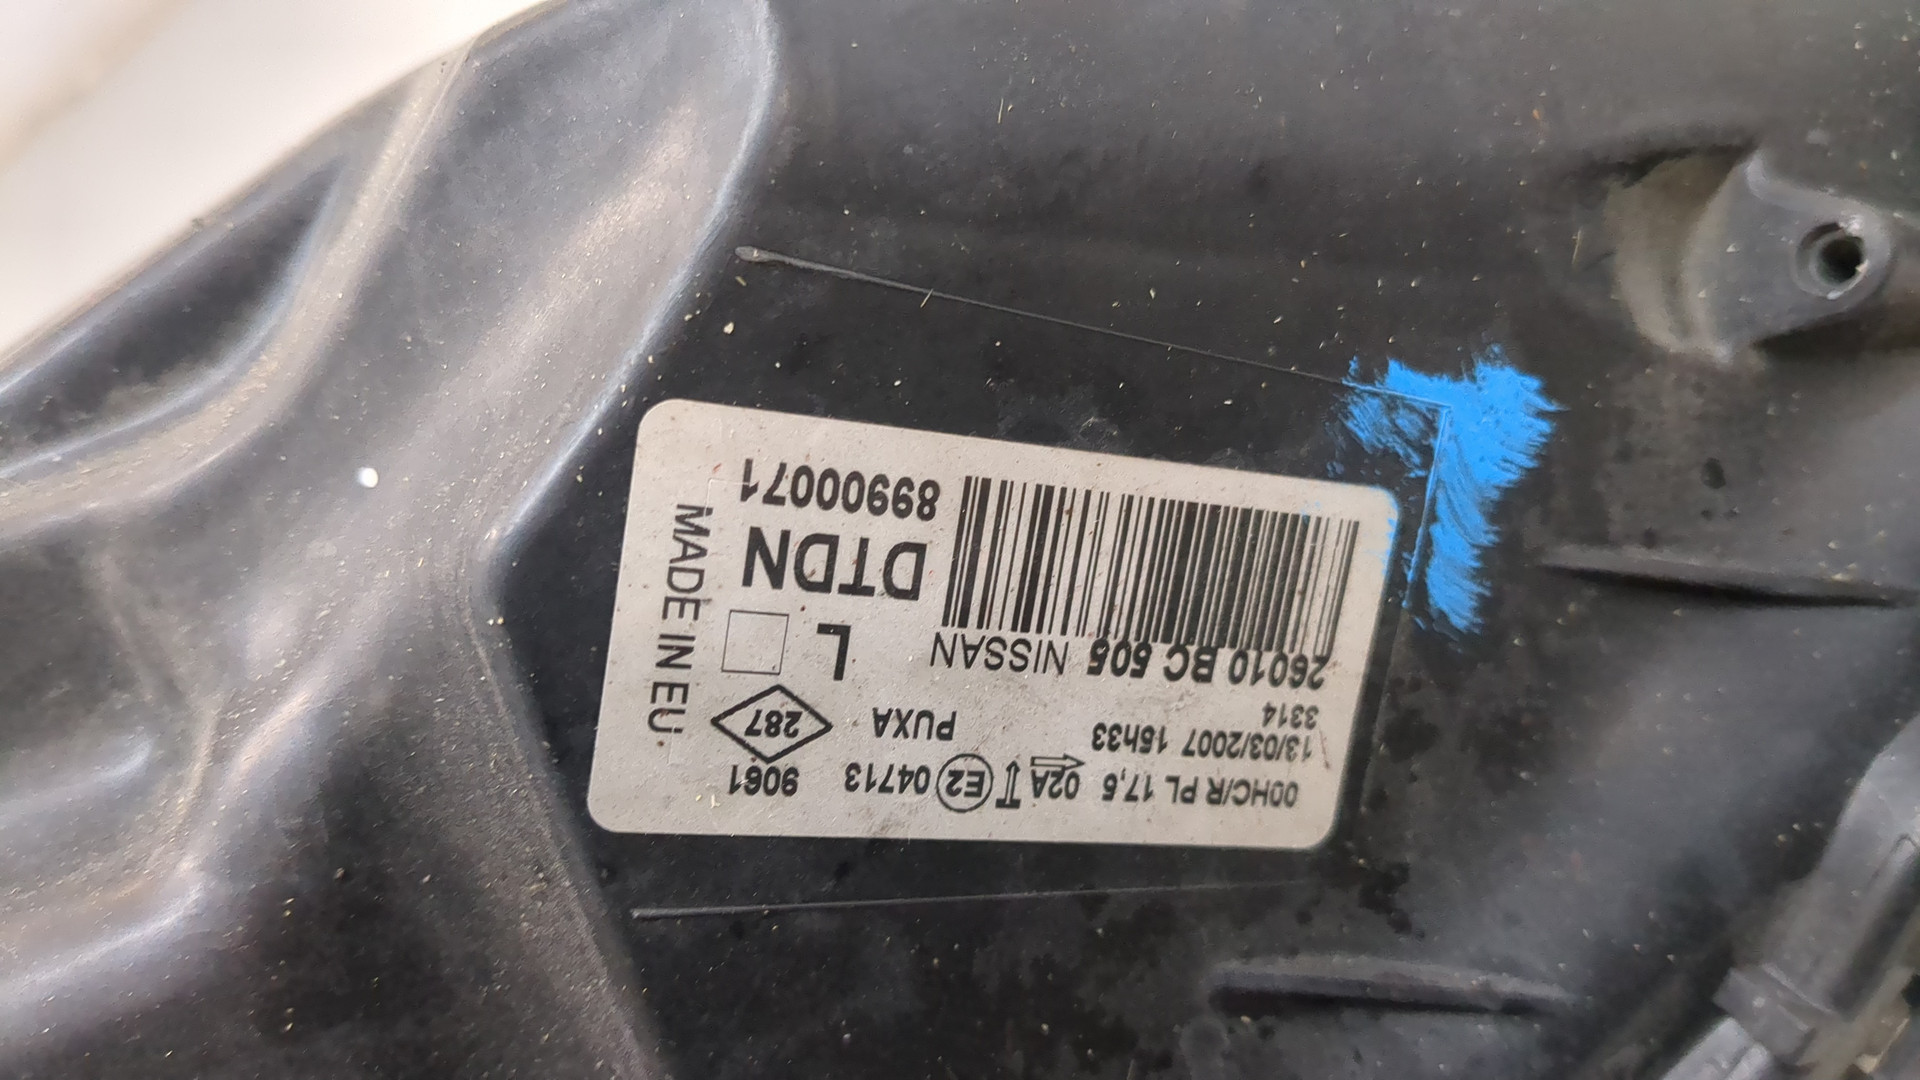 00HC/R PL 17,5 02A E2 04713 9061
13/03/2007 15h33
3314
PUXA
287
26010 BC 505 NISSAN
L
DTDN
89900071
MADE IN EU